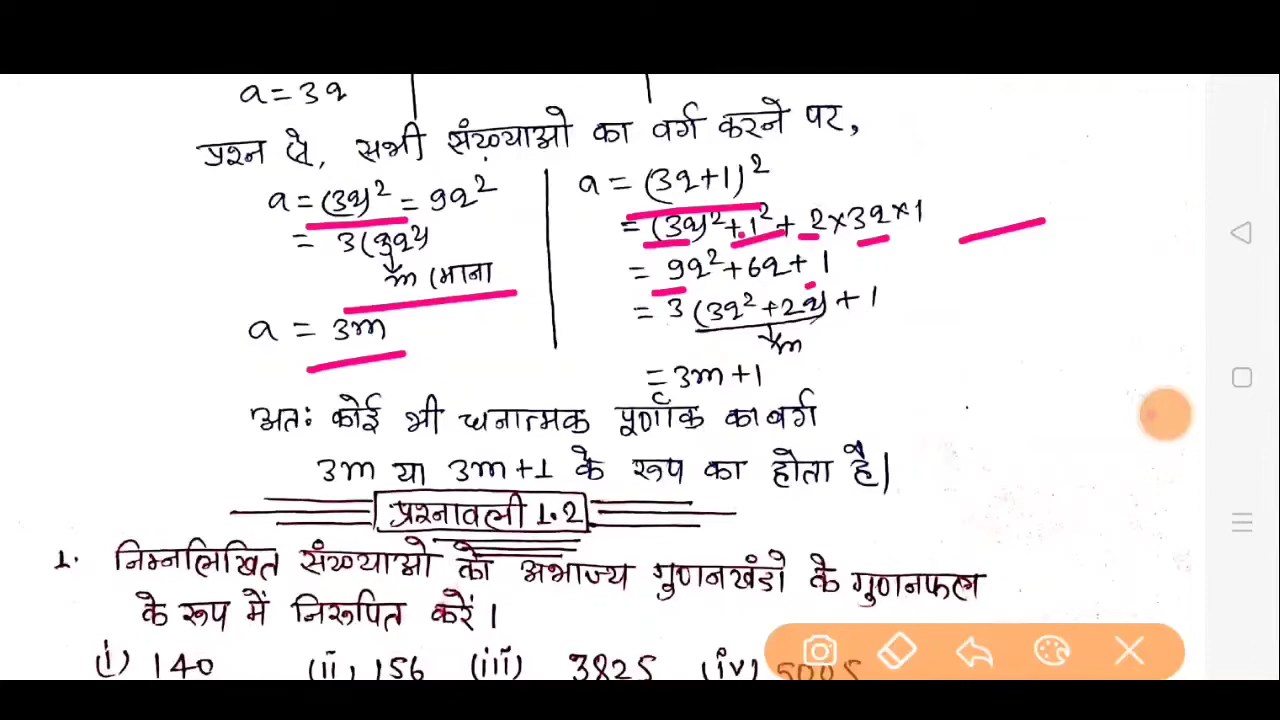 a = 3q
प्रश्न से, सभी संख्याओ का वर्ग करने पर,
a = (3q)² = 9q²
= 3(3q²)
m (माना
a = 3m
a = (3q+1)²
= (3q)² + 1² + 2×3q×1
= 9q² + 6q + 1
= 3 (3q² + 2q) + 1
m
= 3m + 1
अतः कोई भी धनात्मक पूर्णांक का वर्ग
3m या 3m+1 के रूप का होता है।
प्रश्नावली 1.2
1. निम्नलिखित संख्याओ को अभाज्य गुणनखंडो के गुणनफल
के रूप में निरूपित करें।
(i) 140 (ii) 156 (iii) 3825 (iv) 5005